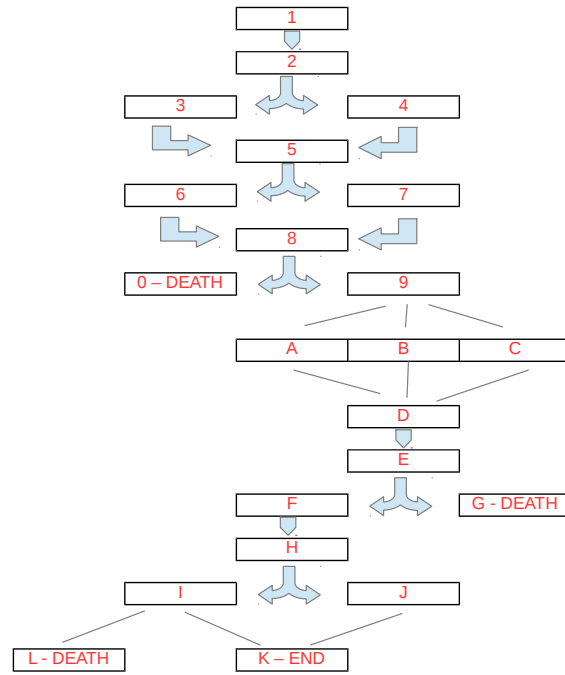 1
2
3 4
5
6 7
8
0 – DEATH 9
A B C
D
E
F G - DEATH
H
I J
L - DEATH K – END